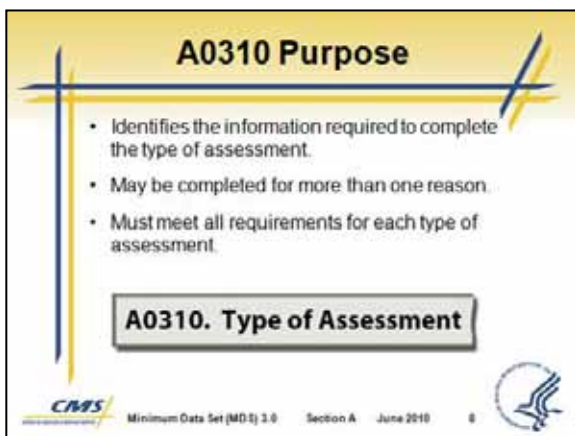 A0310 Purpose
• Identifies the information required to complete
the type of assessment.
• May be completed for more than one reason.
• Must meet all requirements for each type of
assessment.
A0310. Type of Assessment
CMS Minimum Data Set (MDS) 3.0 Section A June 2010